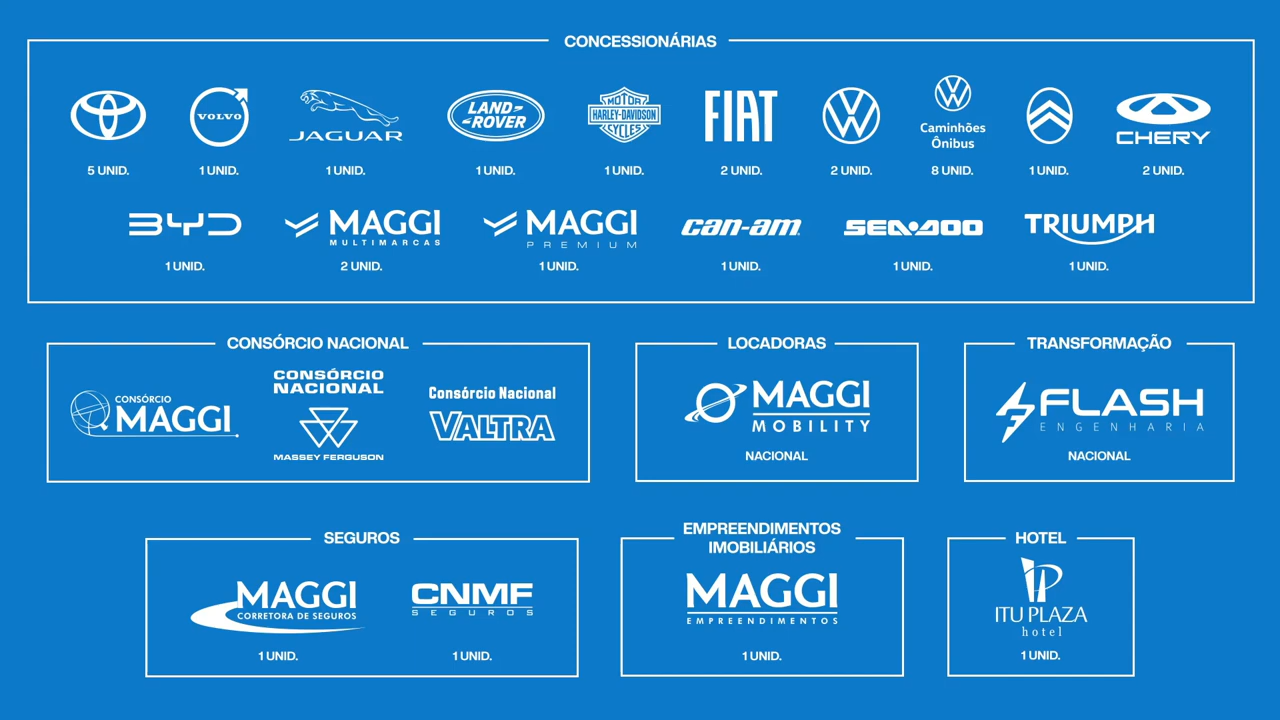 CONCESSIONÁRIAS
VOLVO
JAGUAR
LAND ROVER
MOTOR
HARLEY-DAVIDSON
CYCLES
FIAT
Caminhões
Ônibus
CHERY
5 UNID.
1 UNID.
1 UNID.
1 UNID.
1 UNID.
2 UNID.
2 UNID.
8 UNID.
1 UNID.
2 UNID.
BYD
MAGGI
MULTIMARCAS
MAGGI
PREMIUM
can-am
SEA-DOO
TRIUMPH
1 UNID.
2 UNID.
1 UNID.
1 UNID.
1 UNID.
1 UNID.
CONSÓRCIO NACIONAL
CONSÓRCIO
MAGGI
CONSÓRCIO
NACIONAL
MASSEY FERGUSON
Consórcio Nacional
VALTRA
LOCADORAS
MAGGI
MOBILITY
NACIONAL
TRANSFORMAÇÃO
FLASH
ENGENHARIA
NACIONAL
SEGUROS
MAGGI
CORRETORA DE SEGUROS
1 UNID.
CNMF
SEGUROS
1 UNID.
EMPREENDIMENTOS
IMOBILIÁRIOS
MAGGI
EMPREENDIMENTOS
1 UNID.
HOTEL
ITU PLAZA
hotel
1 UNID.